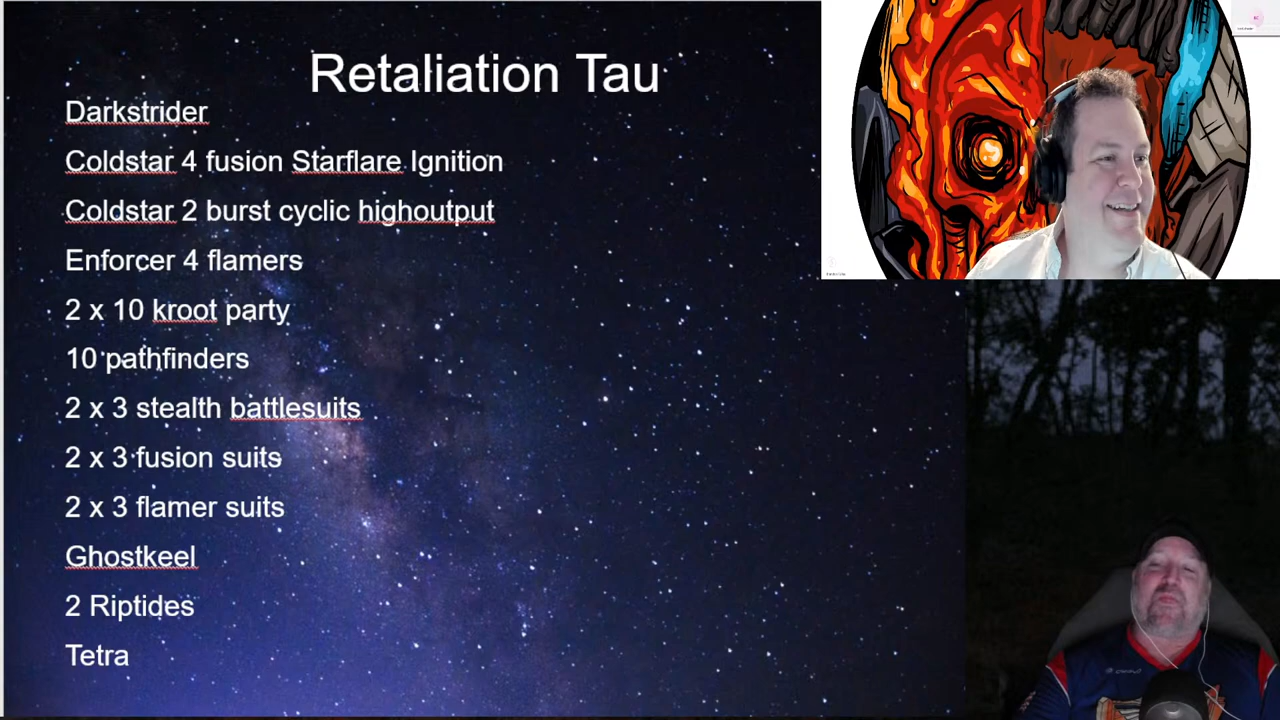 Retaliation Tau
Darkstrider
Coldstar 4 fusion Starflare Ignition
Coldstar 2 burst cyclic highoutput
Enforcer 4 flamers
2 x 10 kroot party
10 pathfinders
2 x 3 stealth battlesuits
2 x 3 fusion suits
2 x 3 flamer suits
Ghostkeel
2 Riptides
Tetra